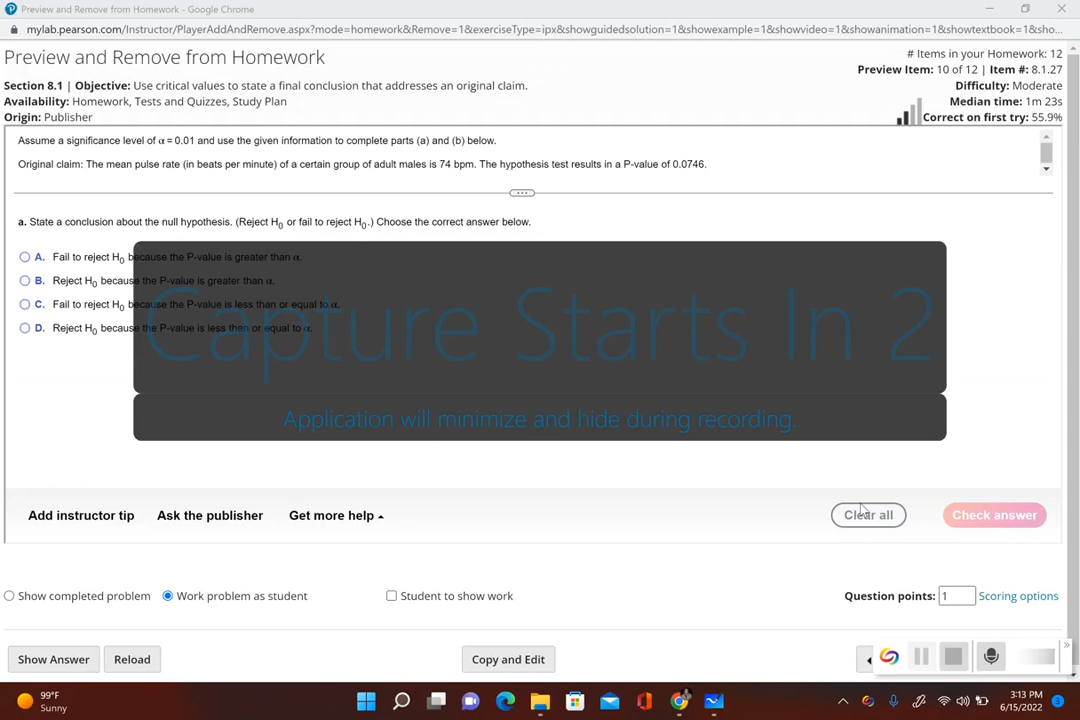 Preview and Remove from Homework - Google Chrome
mylab.pearson.com/Instructor/PlayerAddAndRemove.aspx?mode=homework&Remove=1&exerciseType=ipx&showguidedsolution=1&showexample=1&showvideo=1&showanimation=1&showtextbook=1&sho...
Preview and Remove from Homework
# Items in your Homework: 12
Preview Item: 10 of 12 | Item #: 8.1.27
Section 8.1 | Objective: Use critical values to state a final conclusion that addresses an original claim.
Difficulty: Moderate
Availability: Homework, Tests and Quizzes, Study Plan
Median time: 1m 23s
Origin: Publisher
Correct on first try: 55.9%
Assume a significance level of α = 0.01 and use the given information to complete parts (a) and (b) below.
Original claim: The mean pulse rate (in beats per minute) of a certain group of adult males is 74 bpm. The hypothesis test results in a P-value of 0.0746.
a. State a conclusion about the null hypothesis. (Reject H0 or fail to reject H0.) Choose the correct answer below.
A. Fail to reject H0 because the P-value is greater than α.
B. Reject H0 because the P-value is greater than α.
C. Fail to reject H0 because the P-value is less than or equal to α.
D. Reject H0 because the P-value is less than or equal to α.
Capture Starts In 2
Application will minimize and hide during recording.
Add instructor tip Ask the publisher Get more help Clear all Check answer
Show completed problem Work problem as student Student to show work Question points: 1 Scoring options
Show Answer Reload Copy and Edit
99°F
Sunny
3:13 PM
6/15/2022
3